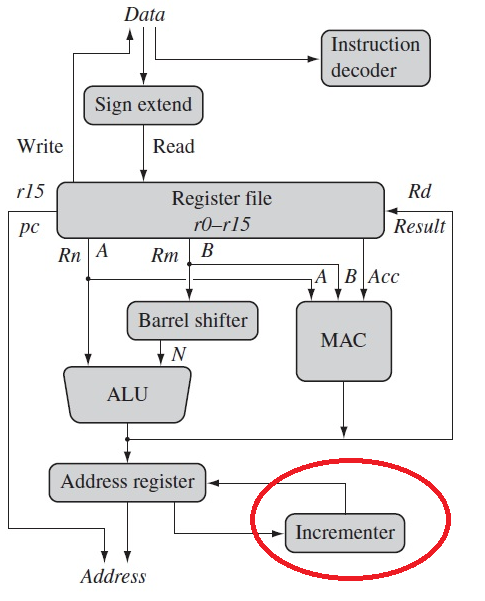 Data
Instruction
decoder
Sign extend
Write
Read
r15
pc
Register file
r0–r15
Rd
Result
Rn
A
Rm
B
A
B
Acc
Barrel shifter
MAC
N
ALU
Address register
Incrementer
Address